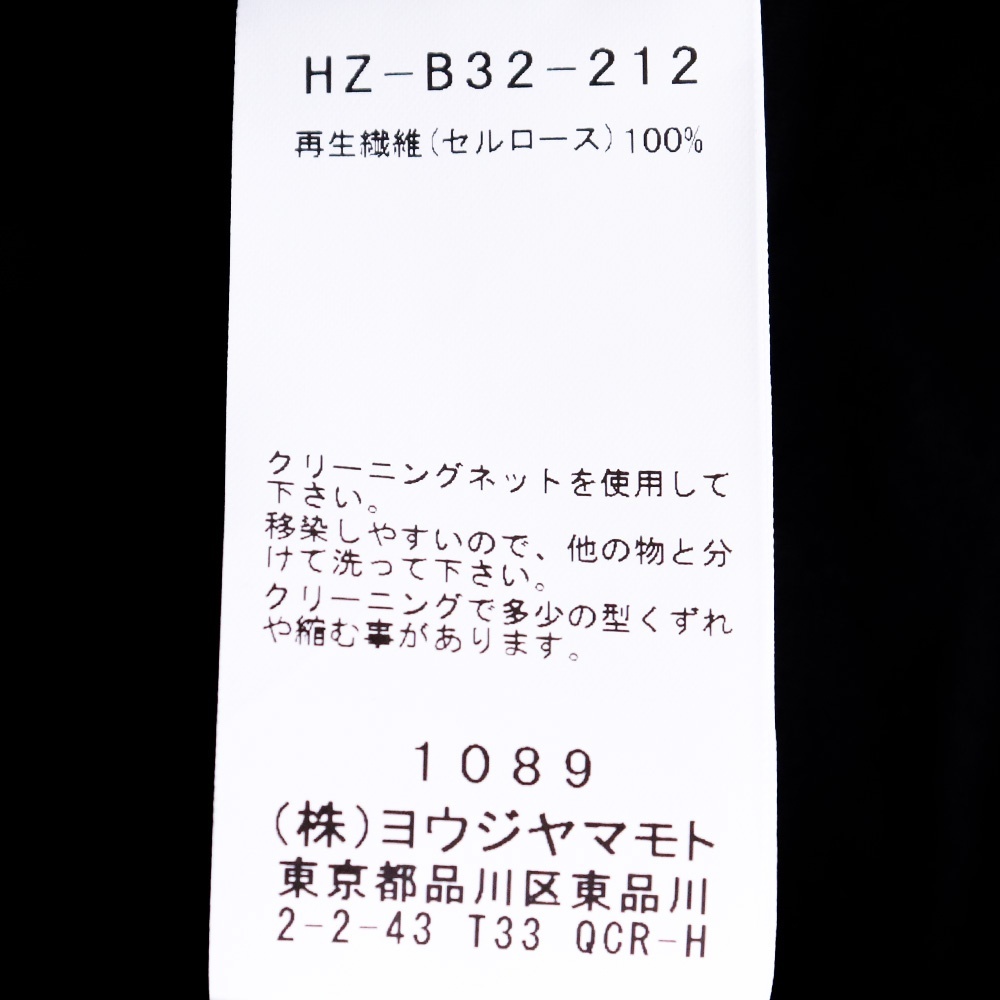 HZ-B32-212
再生繊維(セルロース)100%
クリーニングネットを使用して
下さい。
移染しやすいので、他の物と分
けて洗って下さい。
クリーニングで多少の型くずれ
や縮む事があります。
1089
(株)ヨウジヤマモト
東京都品川区東品川
2-2-43 T33 QCR-H